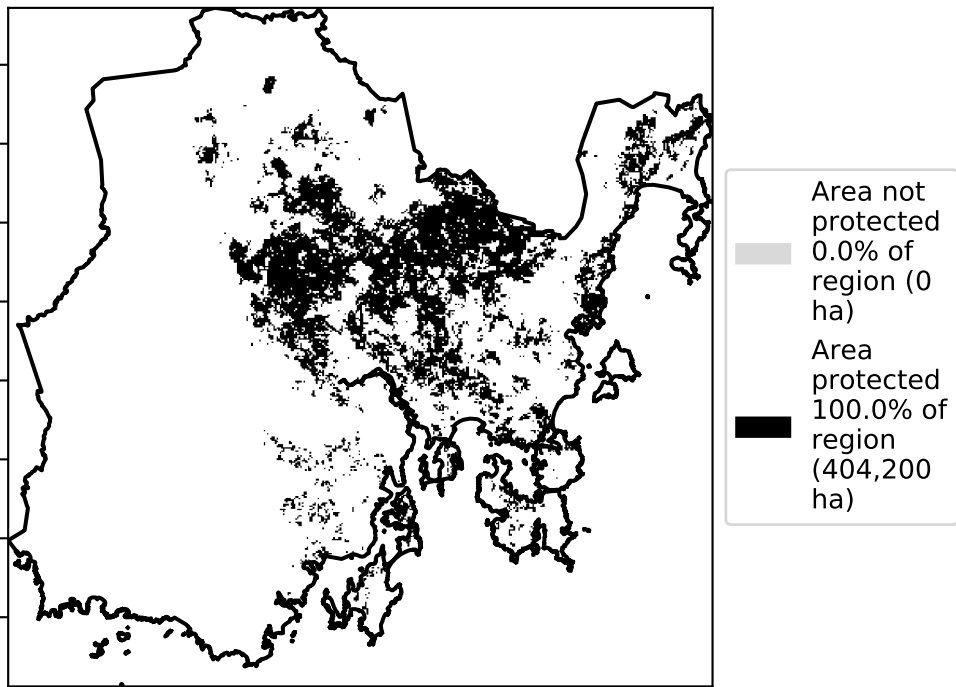 Area not
protected
0.0% of
region (0
ha)
Area
protected
100.0% of
region
(404,200
ha)